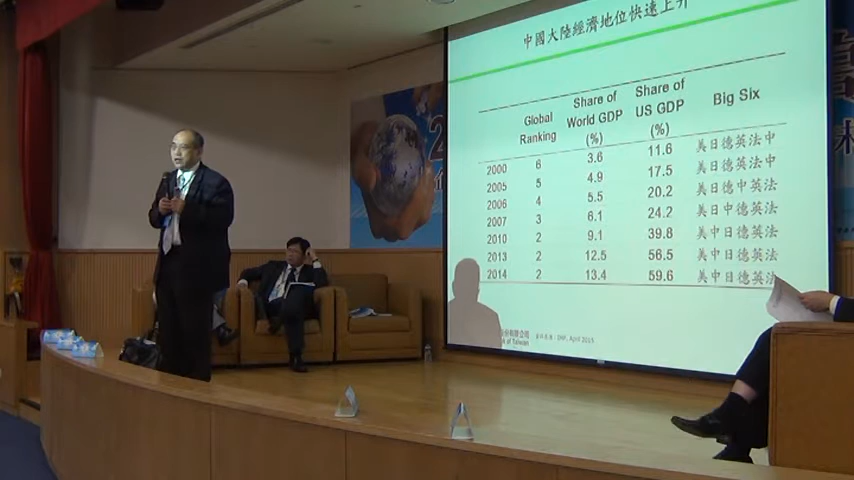 中國大陸經濟地位快速上升
Global Ranking Share of World GDP (%) Share of US GDP (%) Big Six
2000 6 3.6 11.6 美日德英法中
2005 5 4.9 17.5 美日德英法中
2006 4 5.5 20.2 美日德中英法
2007 3 6.1 24.2 美日中德英法
2010 2 9.1 39.8 美中日德英法
2013 2 12.5 56.5 美中日德英法
2014 2 13.4 59.6 美中日德英法
of Taiwan
April 2015